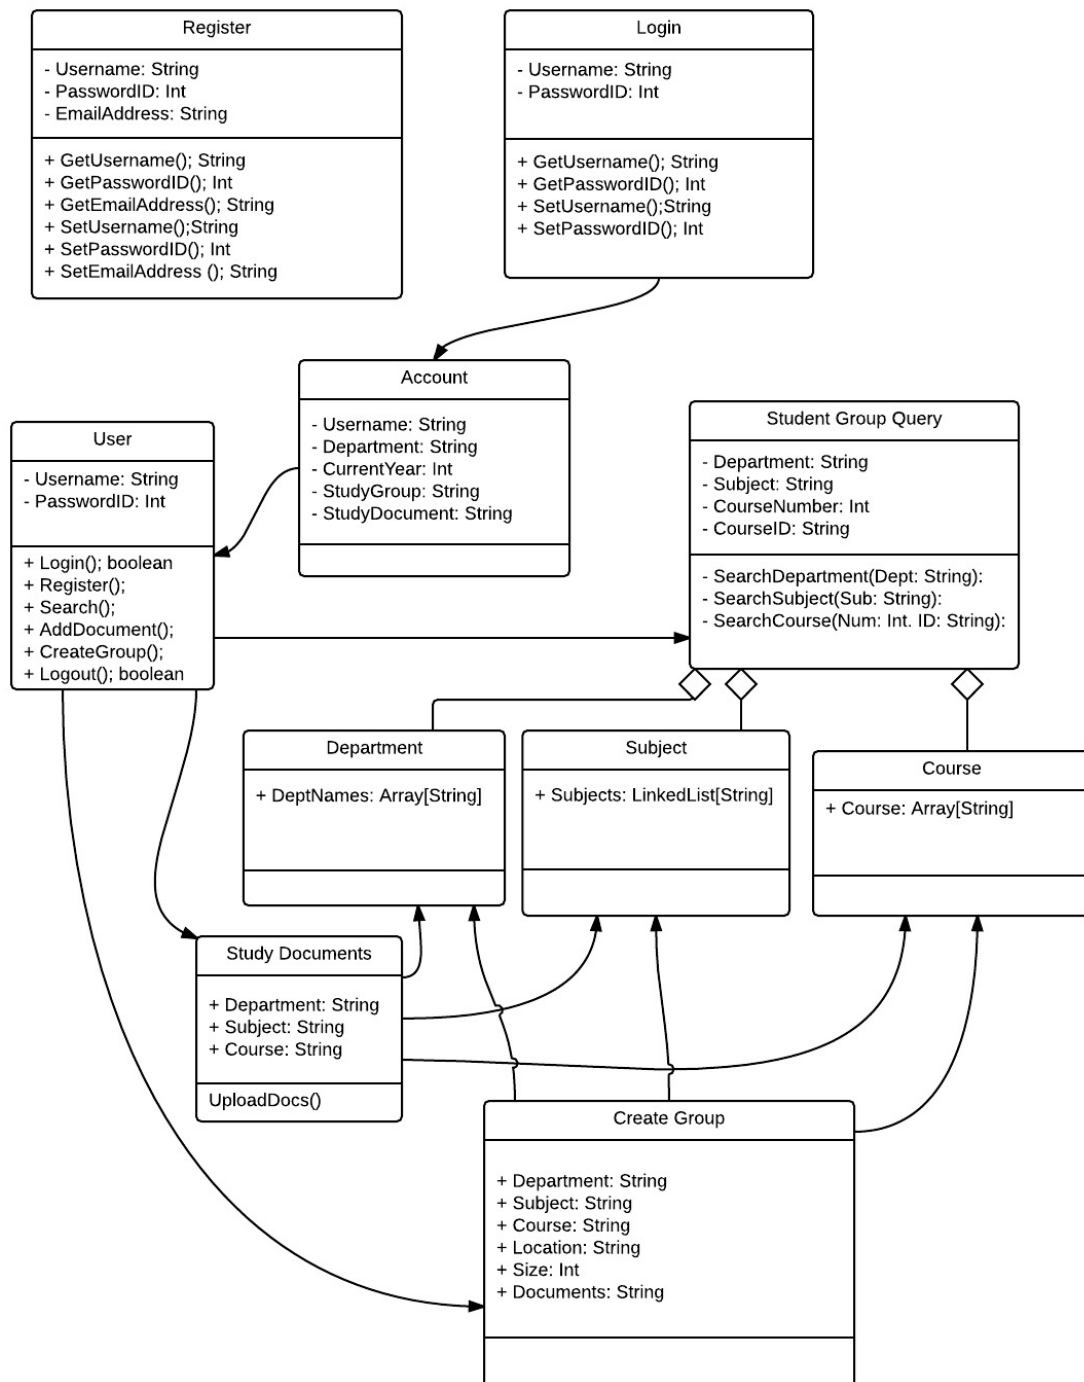 Register
- Username: String
- PasswordID: Int
- EmailAddress: String
+ GetUsername(); String
+ GetPasswordID(); Int
+ GetEmailAddress(); String
+ SetUsername();String
+ SetPasswordID(); Int
+ SetEmailAddress (); String
Login
- Username: String
- PasswordID: Int
+ GetUsername(); String
+ GetPasswordID(); Int
+ SetUsername();String
+ SetPasswordID(); Int
Account
- Username: String
- Department: String
- CurrentYear: Int
- StudyGroup: String
- StudyDocument: String
User
- Username: String
- PasswordID: Int
+ Login(); boolean
+ Register();
+ Search();
+ AddDocument();
+ CreateGroup();
+ Logout(); boolean
Student Group Query
- Department: String
- Subject: String
- CourseNumber: Int
- CourseID: String
- SearchDepartment(Dept: String):
- SearchSubject(Sub: String):
- SearchCourse(Num: Int. ID: String):
Department
+ DeptNames: Array[String]
Subject
+ Subjects: LinkedList[String]
Course
+ Course: Array[String]
Study Documents
+ Department: String
+ Subject: String
+ Course: String
UploadDocs()
Create Group
+ Department: String
+ Subject: String
+ Course: String
+ Location: String
+ Size: Int
+ Documents: String